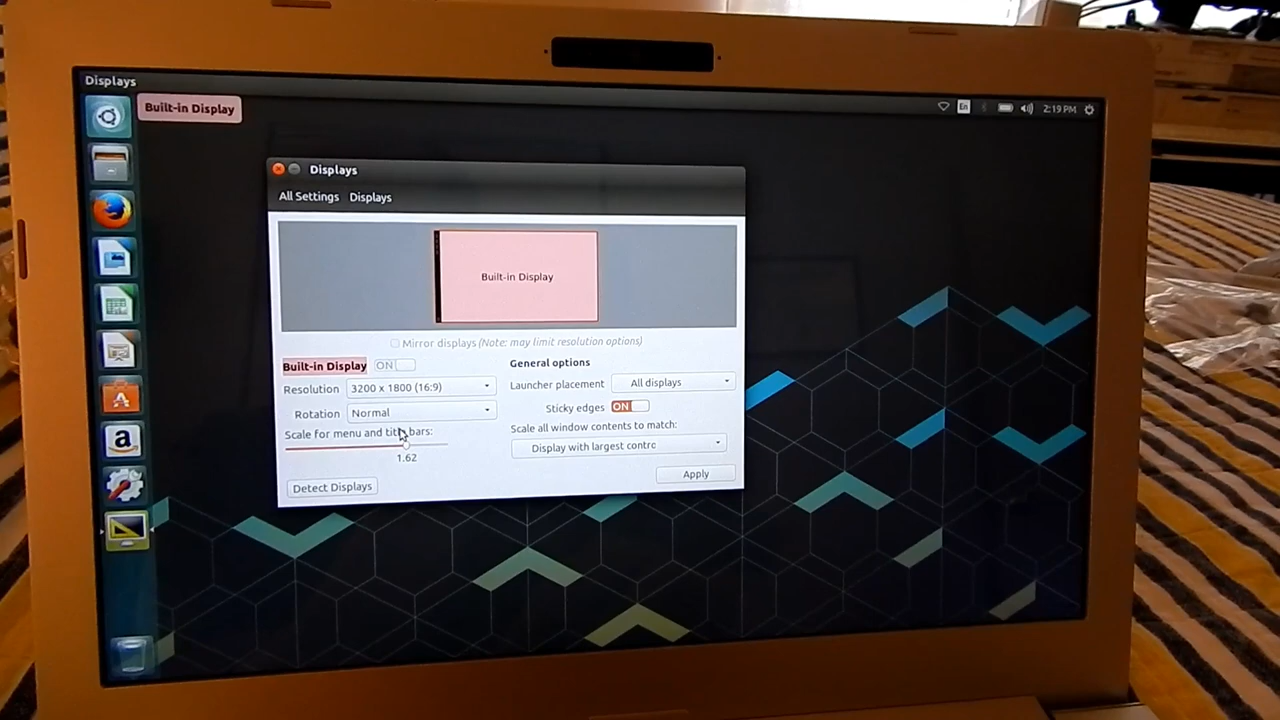 Displays
Built-in Display
En
2:19 PM
Displays
All Settings Displays
Built-in Display
Mirror displays (Note: may limit resolution options)
Built-in Display ON
General options
Resolution 3200 x 1800 (16:9)
Launcher placement All displays
Rotation Normal
Sticky edges ON
Scale for menu and title bars:
Scale all window contents to match:
1.62
Display with largest contro
Detect Displays
Apply